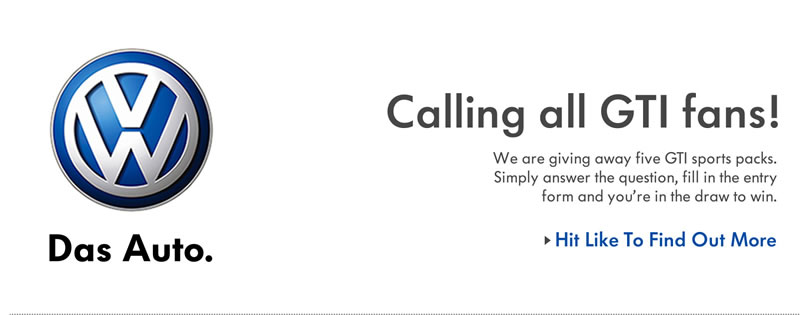 Das Auto.
Calling all GTI fans!
We are giving away five GTI sports packs.
Simply answer the question, fill in the entry
form and you’re in the draw to win.
Hit Like To Find Out More